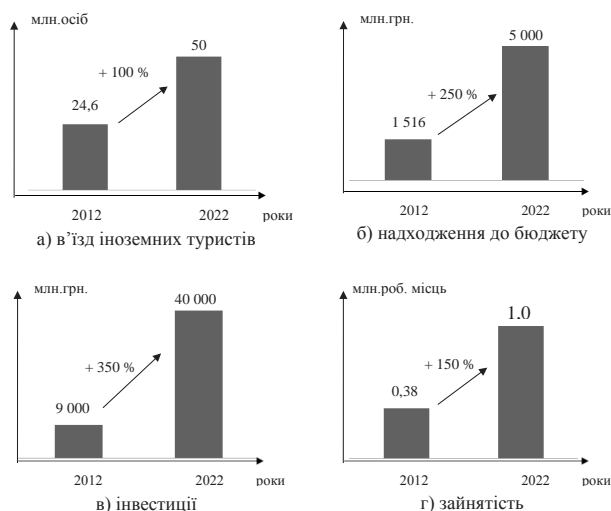 млн.осіб
50
+ 100 %
24,6
2012
2022
роки
а) в’їзд іноземних туристів
млн.грн.
5 000
+ 250 %
1 516
2012
2022
роки
б) надходження до бюджету
млн.грн.
40 000
+ 350 %
9 000
2012
2022
роки
в) інвестиції
млн.роб. місць
1.0
+ 150 %
0,38
2012
2022
роки
г) зайнятість